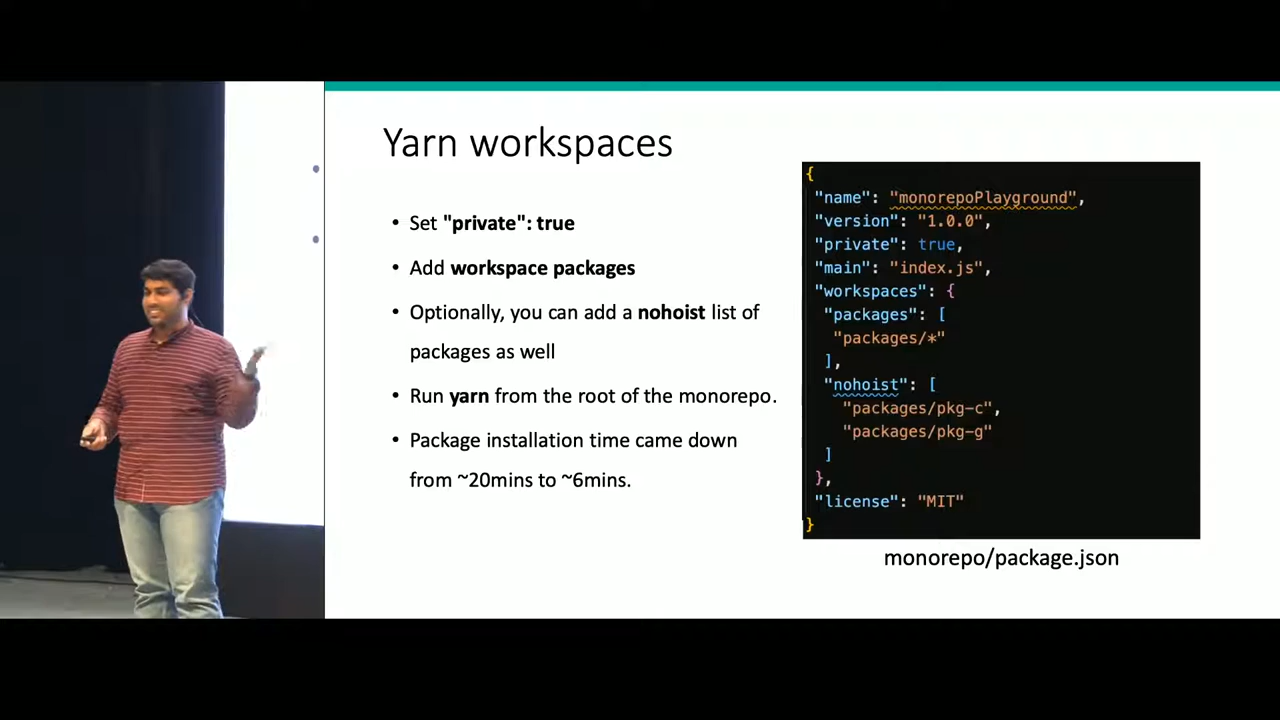 Yarn workspaces
• Set "private": true
• Add workspace packages
• Optionally, you can add a nohoist list of
packages as well
• Run yarn from the root of the monorepo.
• Package installation time came down
from ~20mins to ~6mins.
{
"name": "monorepoPlayground",
"version": "1.0.0",
"private": true,
"main": "index.js",
"workspaces": {
"packages": [
"packages/*"
],
"nohoist": [
"packages/pkg-c",
"packages/pkg-g"
]
},
"license": "MIT"
}
monorepo/package.json